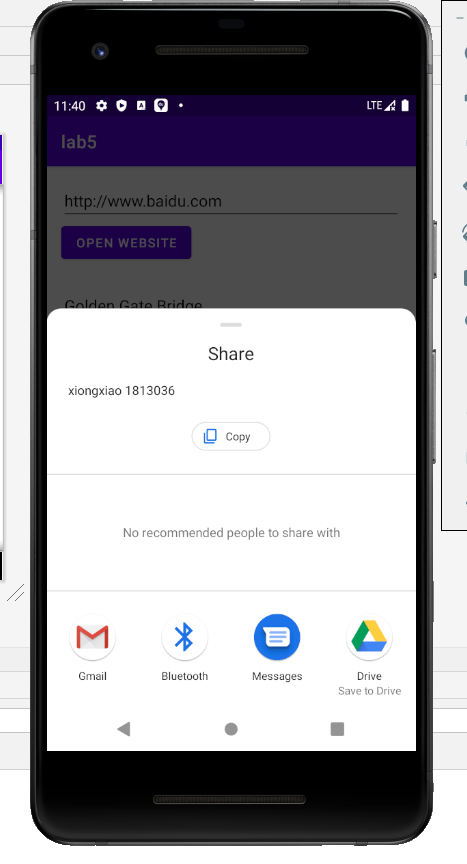 11:40
LTE
lab5
http://www.baidu.com
OPEN WEBSITE
Golden Gate Bridge
Share
xiongxiao 1813036
Copy
No recommended people to share with
Gmail
Bluetooth
Messages
Drive
Save to Drive